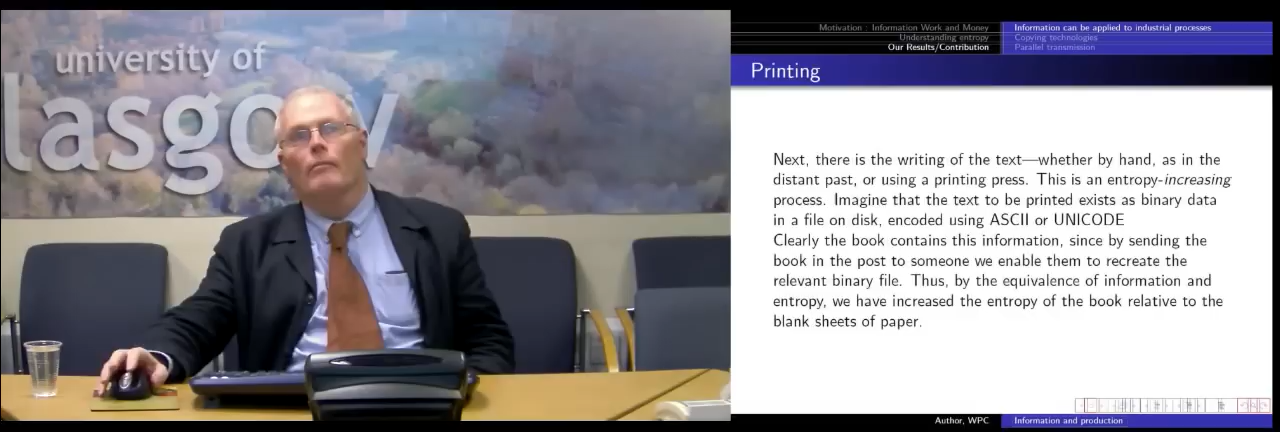 university of
lasgow
Motivation : Information Work and Money
Understanding entropy
Our Results/Contribution
Information can be applied to industrial processes
Copying technologies
Parallel transmission
Printing
Next, there is the writing of the text—whether by hand, as in the
distant past, or using a printing press. This is an entropy-increasing
process. Imagine that the text to be printed exists as binary data
in a file on disk, encoded using ASCII or UNICODE
Clearly the book contains this information, since by sending the
book in the post to someone we enable them to recreate the
relevant binary file. Thus, by the equivalence of information and
entropy, we have increased the entropy of the book relative to the
blank sheets of paper.
Author, WPC
Information and production